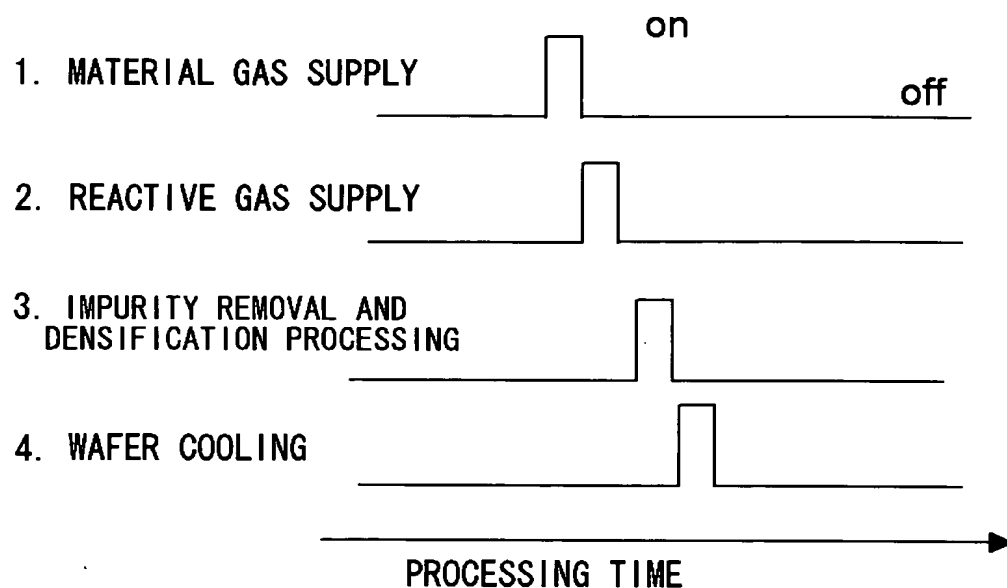 on
1. MATERIAL GAS SUPPLY
off
2. REACTIVE GAS SUPPLY
3. IMPURITY REMOVAL AND
DENSIFICATION PROCESSING
4. WAFER COOLING
PROCESSING TIME